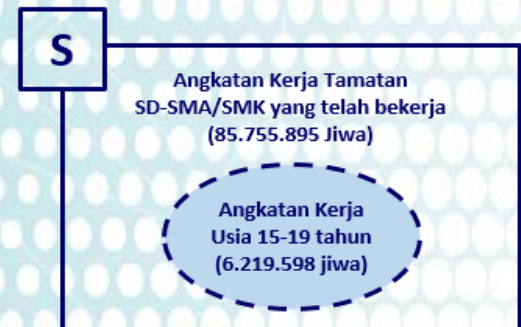 S
Angkatan Kerja Tamatan
SD-SMA/SMK yang telah bekerja
(85.755.895 Jiwa)
Angkatan Kerja
Usia 15-19 tahun
(6.219.598 jiwa)